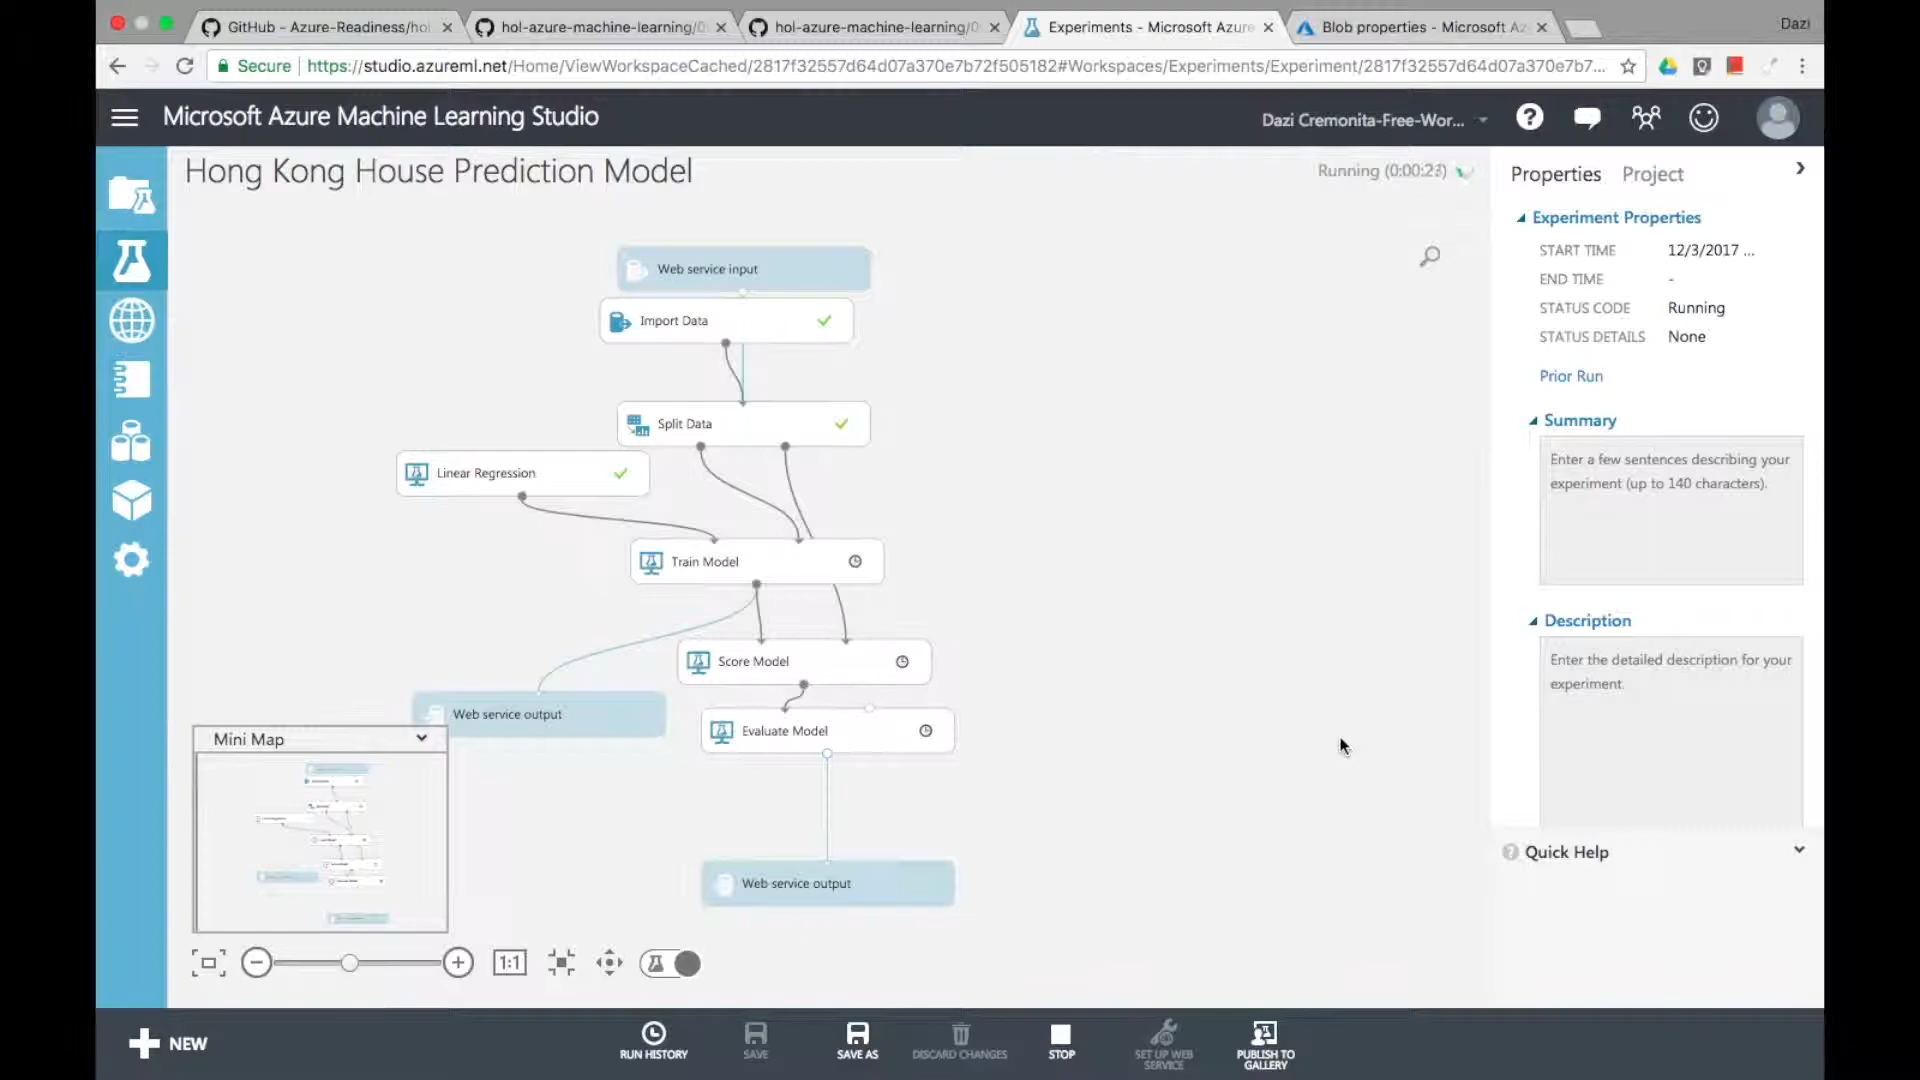 GitHub - Azure-Readiness/hol
hol-azure-machine-learning/0
hol-azure-machine-learning/0
Experiments - Microsoft Azure
Blob properties - Microsoft Az
Dazi
Secure
https://studio.azureml.net/Home/ViewWorkspaceCached/2817f32557d64d07a370e7b72f505182#Workspaces/Experiments/Experiment/2817f32557d64d07a370e7b7...
Microsoft Azure Machine Learning Studio
Dazi Cremonita-Free-Wor...
Hong Kong House Prediction Model
Running (0:00:23)
Properties
Project
Experiment Properties
START TIME 12/3/2017 ...
END TIME -
STATUS CODE Running
STATUS DETAILS None
Prior Run
Summary
Enter a few sentences describing your
experiment (up to 140 characters).
Description
Enter the detailed description for your
experiment.
Quick Help
Web service input
Import Data
Split Data
Linear Regression
Train Model
Score Model
Web service output
Evaluate Model
Mini Map
Web service output
1:1
NEW
RUN HISTORY
SAVE
SAVE AS
DISCARD CHANGES
STOP
SET UP WEB
SERVICE
PUBLISH TO
GALLERY